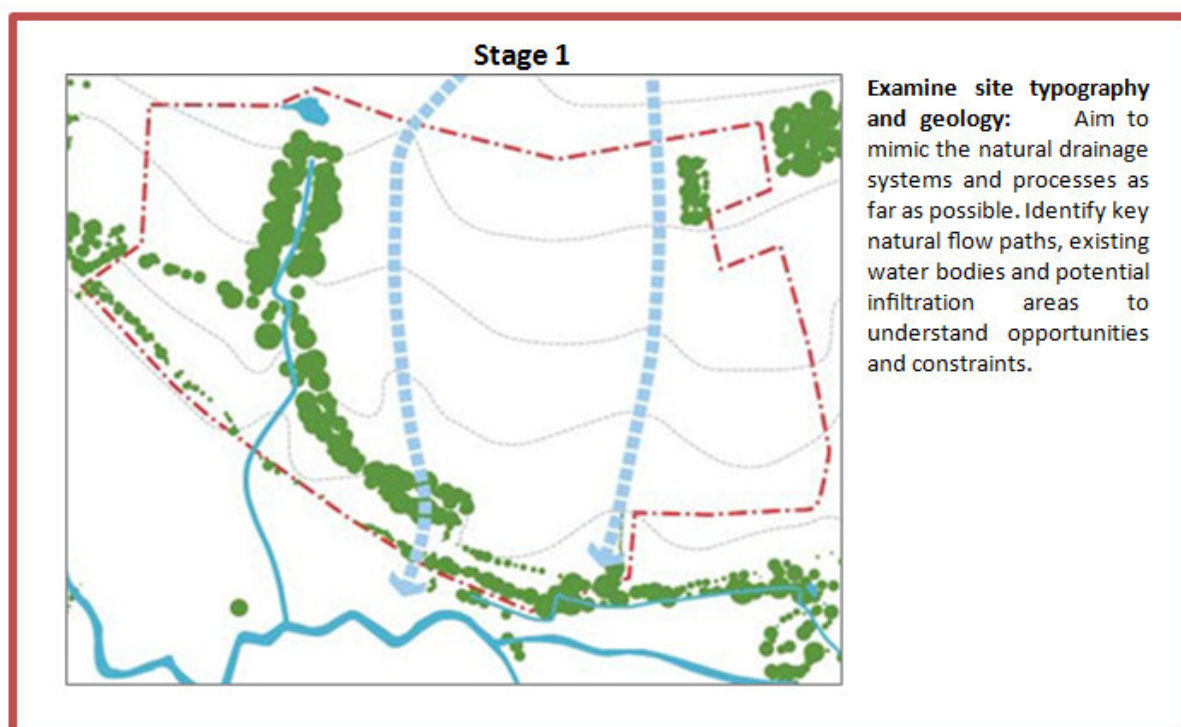 Stage 1
Examine site typography
and geology: Aim to
mimic the natural drainage
systems and processes as
far as possible. Identify key
natural flow paths, existing
water bodies and potential
infiltration areas to
understand opportunities
and constraints.